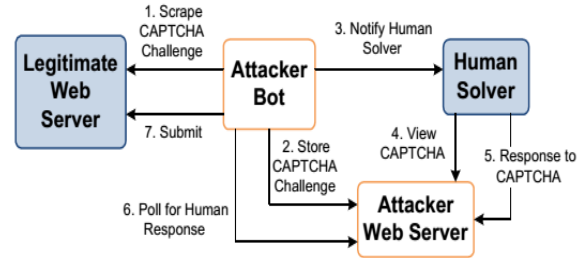 1. Scrape
CAPTCHA
Challenge
3. Notify Human
Solver
Legitimate
Web
Server
Attacker
Bot
Human
Solver
7. Submit
2. Store
CAPTCHA
Challenge
4. View
CAPTCHA
5. Response to
CAPTCHA
6. Poll for Human
Response
Attacker
Web Server